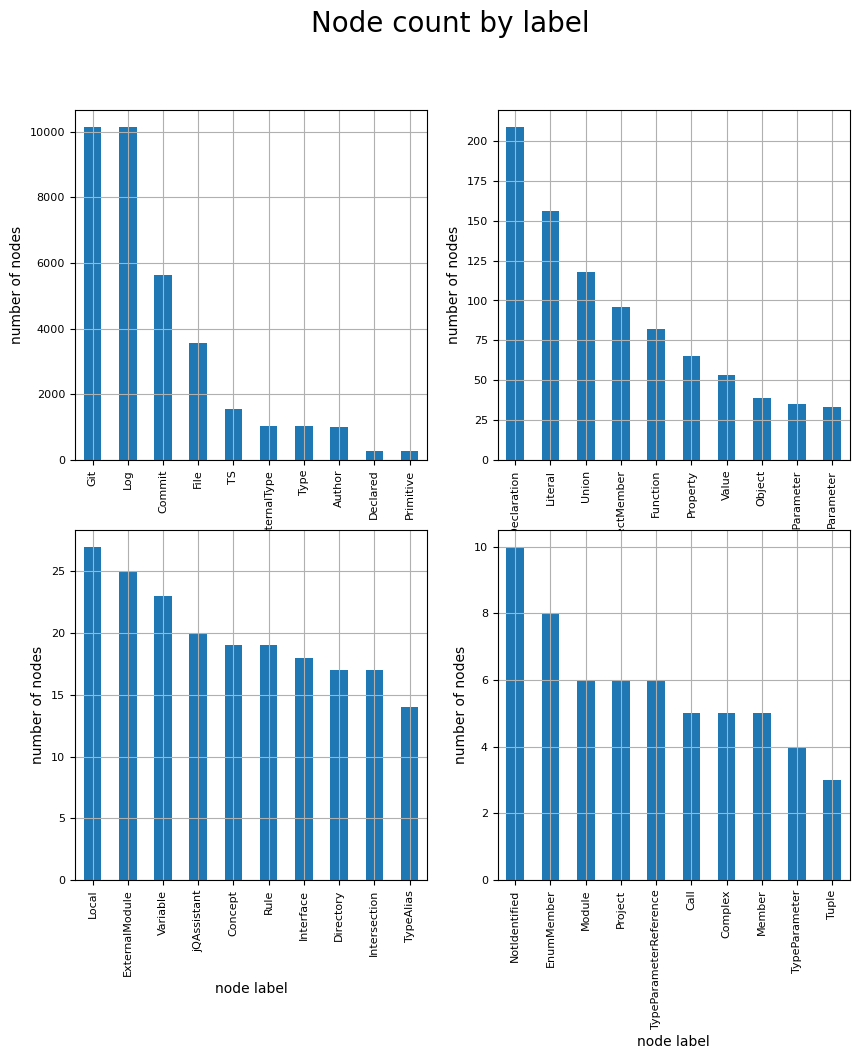 Node count by label
10000
8000
6000
4000
2000
0
number of nodes
Git
Log
Commit
File
TS
Type
Author
Declared
Primitive
200
175
150
125
100
75
50
25
0
number of nodes
Literal
Union
Function
Property
Value
Object
Parameter
Parameter
25
20
15
10
5
0
number of nodes
Local
ExternalModule
Variable
jQAssistant
Concept
Rule
Interface
Directory
Intersection
TypeAlias
node label
10
8
6
4
2
0
number of nodes
NotIdentified
EnumMember
Module
Project
TypeParameterReference
Call
Complex
Member
TypeParameter
Tuple
node label